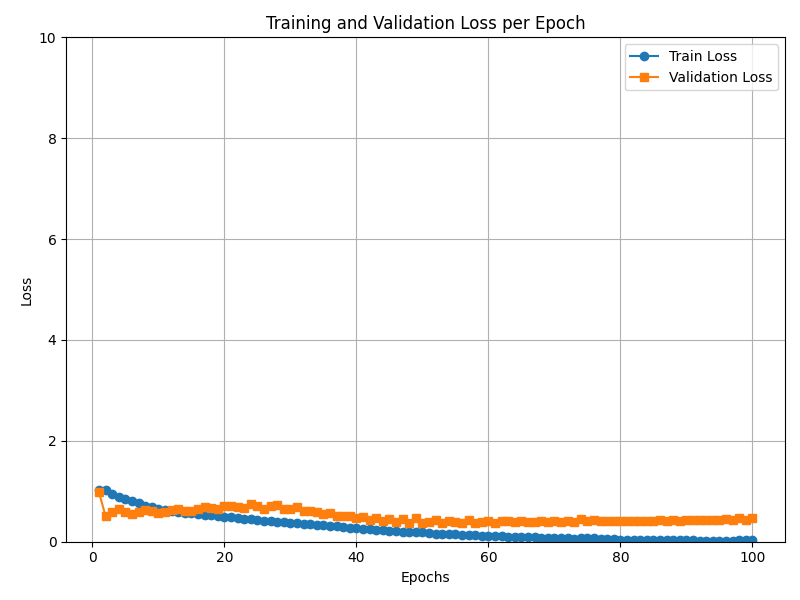 Training and Validation Loss per Epoch
Train Loss
Validation Loss
10
8
6
4
2
0
Loss
0 20 40 60 80 100
Epochs